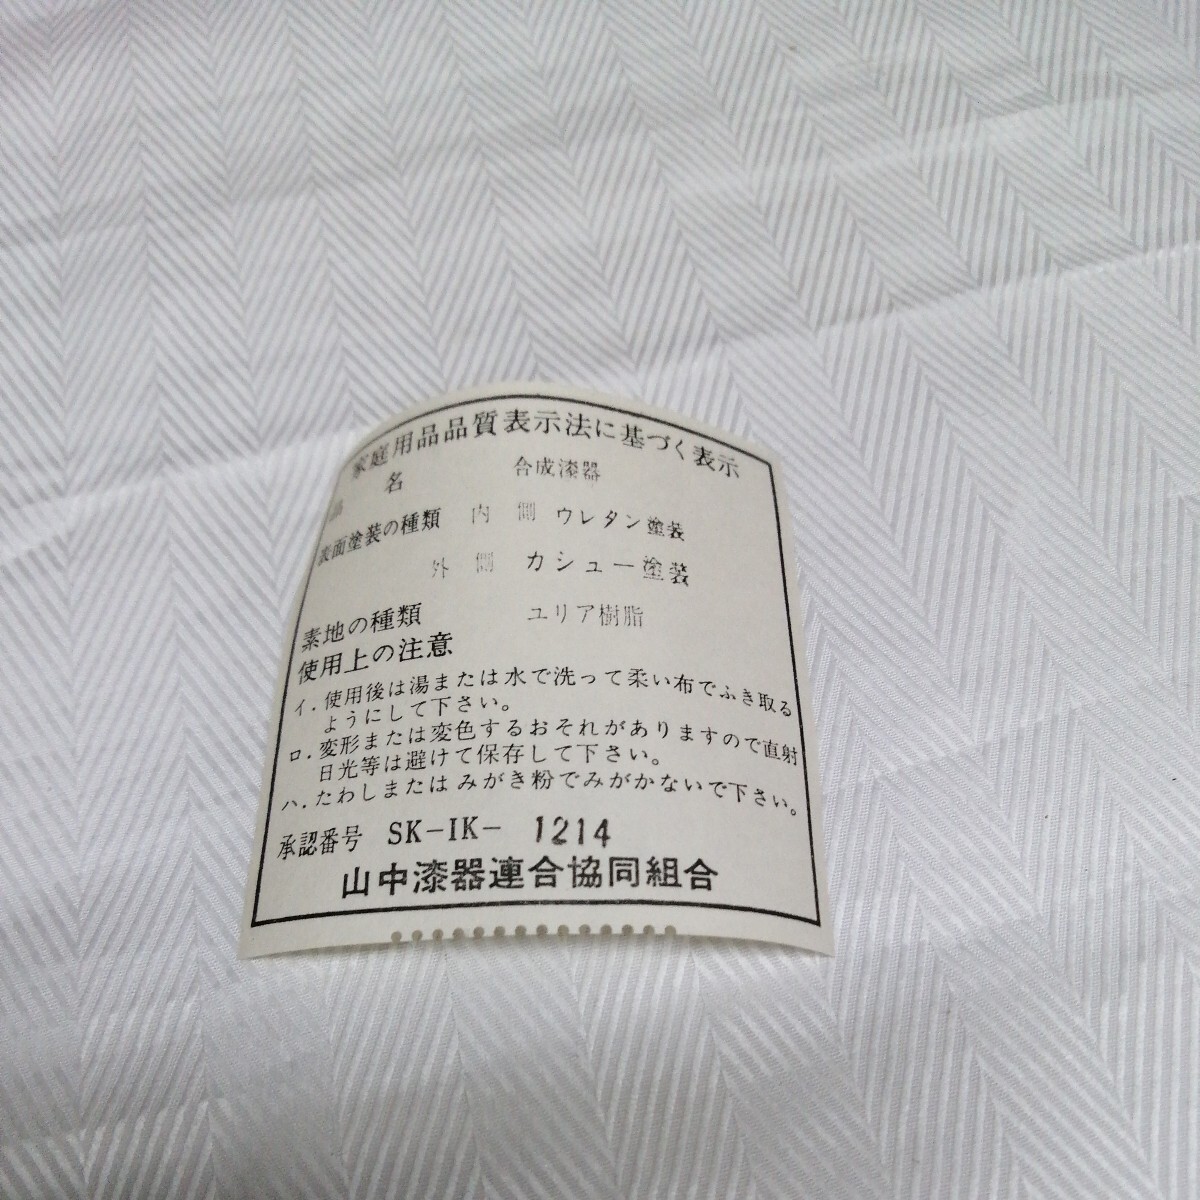 家庭用品品質表示法に基づく表示
品名 合成漆器
表面塗装の種類 内側 ウレタン塗装
外側 カシュー塗装
素地の種類 ユリア樹脂
使用上の注意
イ.使用後は湯または水で洗って柔い布でふき取る
ようにして下さい。
ロ.変形または変色するおそれがありますので直射
日光等は避けて保存して下さい。
ハ.たわしまたはみがき粉でみがかないで下さい。
承認番号 SK-IK- 1214
山中漆器連合協同組合